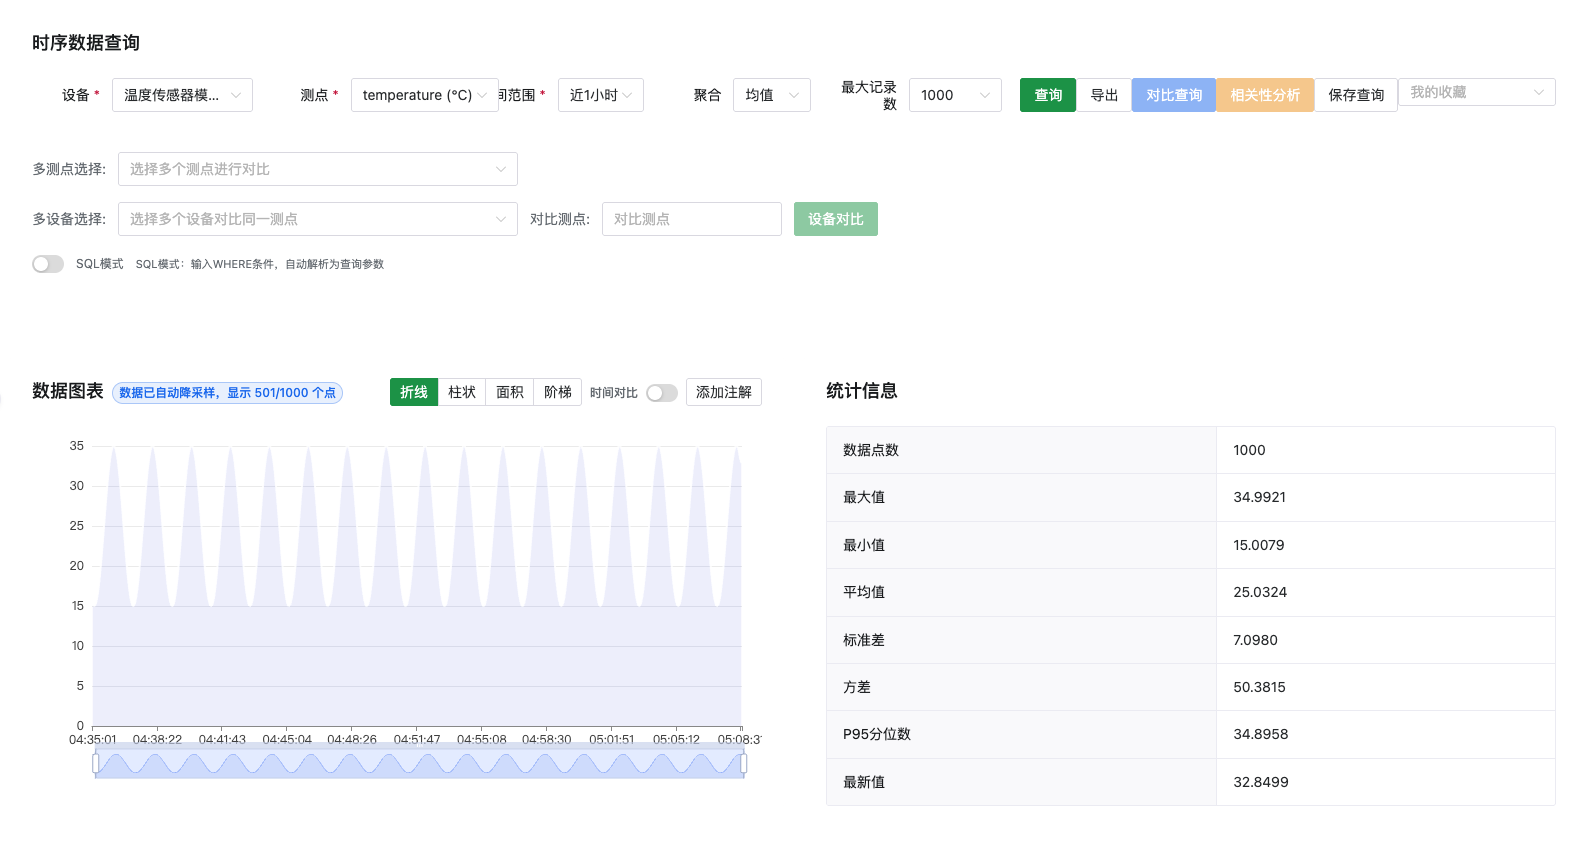 时序数据查询
设备 * 温度传感器模... 测点 * temperature (°C) 范围 * 近1小时 聚合 均值 最大记录数 1000 查询 导出 对比查询 相关性分析 保存查询 我的收藏
多测点选择: 选择多个测点进行对比
多设备选择: 选择多个设备对比同一测点 对比测点: 对比测点 设备对比
SQL模式 SQL模式：输入WHERE条件，自动解析为查询参数
数据图表 数据已自动降采样，显示 501/1000 个点 折线 柱状 面积 阶梯 时间对比 添加注解
35
30
25
20
15
10
5
0
04:35:01 04:38:22 04:41:43 04:45:04 04:48:26 04:51:47 04:55:08 04:58:30 05:01:51 05:05:12 05:08:3
统计信息
数据点数 1000
最大值 34.9921
最小值 15.0079
平均值 25.0324
标准差 7.0980
方差 50.3815
P95分位数 34.8958
最新值 32.8499